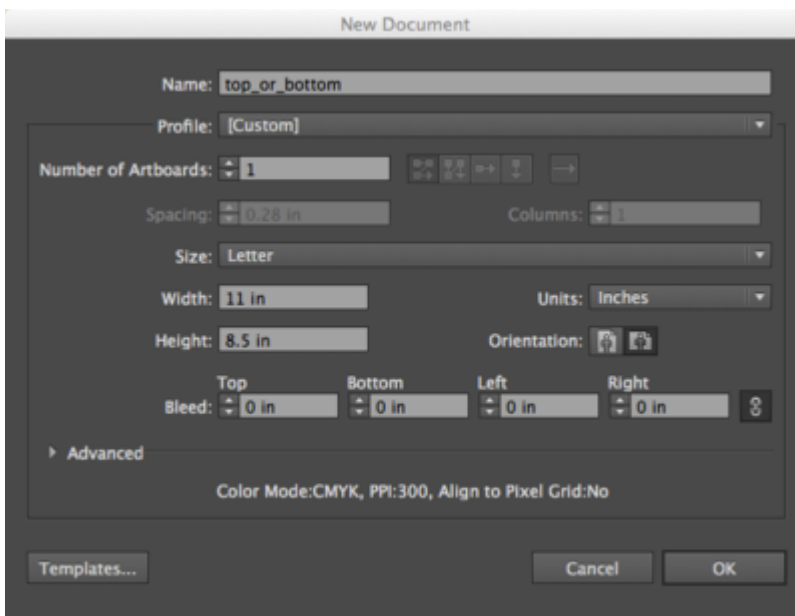 New Document
Name: top_or_bottom
Profile: [Custom]
Number of Artboards: 1
Spacing: 0.28 in Columns: 1
Size: Letter
Width: 11 in Units: Inches
Height: 8.5 in Orientation:
Top Bottom Left Right
Bleed: 0 in 0 in 0 in 0 in
Advanced
Color Mode:CMYK, PPI:300, Align to Pixel Grid:No
Templates... Cancel OK